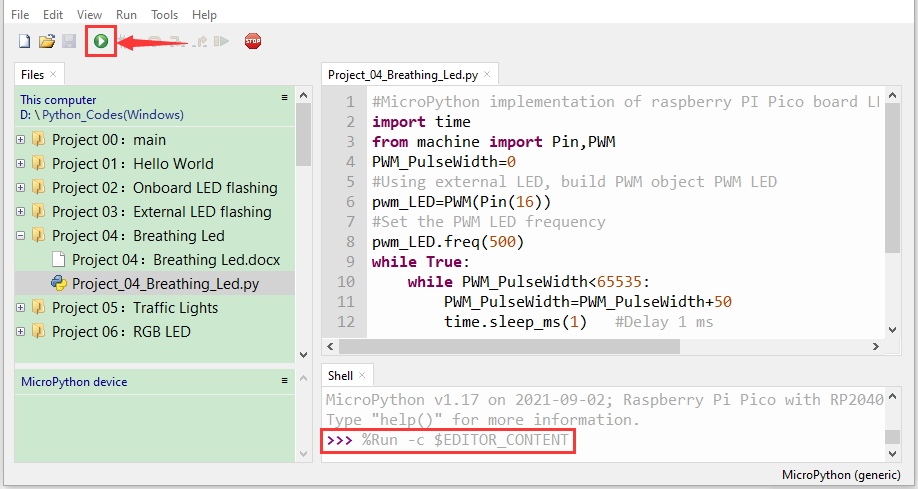 File Edit View Run Tools Help
STOP
Files
This computer
D: \ Python_Codes(Windows)
Project 00：main
Project 01：Hello World
Project 02：Onboard LED flashing
Project 03：External LED flashing
Project 04：Breathing Led
Project 04：Breathing Led.docx
Project_04_Breathing_Led.py
Project 05：Traffic Lights
Project 06：RGB LED
MicroPython device
Project_04_Breathing_Led.py
1 #MicroPython implementation of raspberry PI Pico board LE
2 import time
3 from machine import Pin,PWM
4 PWM_PulseWidth=0
5 #Using external LED, build PWM object PWM LED
6 pwm_LED=PWM(Pin(16))
7 #Set the PWM LED frequency
8 pwm_LED.freq(500)
9 while True:
10 while PWM_PulseWidth<65535:
11 PWM_PulseWidth=PWM_PulseWidth+50
12 time.sleep_ms(1) #Delay 1 ms
Shell
MicroPython v1.17 on 2021-09-02; Raspberry Pi Pico with RP2040
Type "help()" for more information.
>>> %Run -c $EDITOR_CONTENT
MicroPython (generic)